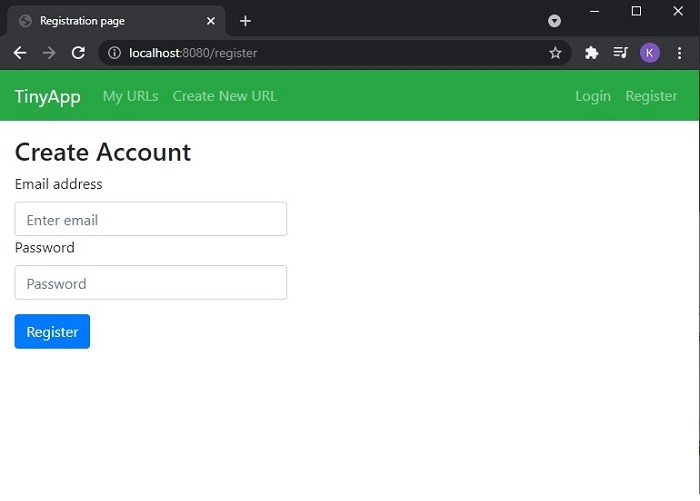 Registration page
localhost:8080/register
K
TinyApp My URLs Create New URL Login Register
Create Account
Email address
Enter email
Password
Password
Register